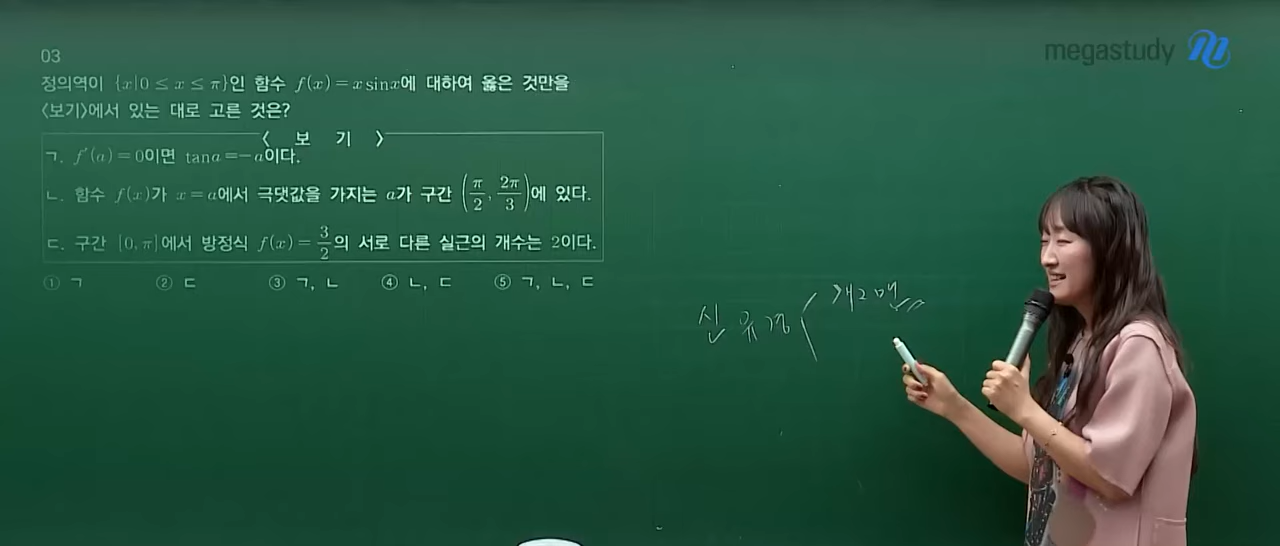 megastudy
03
정의역이 {x|0 ≤ x ≤ π}인 함수 f(x) = x sin x에 대하여 옳은 것만을
<보기>에서 있는 대로 고른 것은?
< 보 기 >
ㄱ. f'(a) = 0이면 tan a = -a이다.
ㄴ. 함수 f(x)가 x = a에서 극댓값을 가지는 a가 구간 (π/2, 2π/3)에 있다.
ㄷ. 구간 [0, π]에서 방정식 f(x) = 3/2의 서로 다른 실근의 개수는 2이다.
① ㄱ ② ㄷ ③ ㄱ, ㄴ ④ ㄴ, ㄷ ⑤ ㄱ, ㄴ, ㄷ